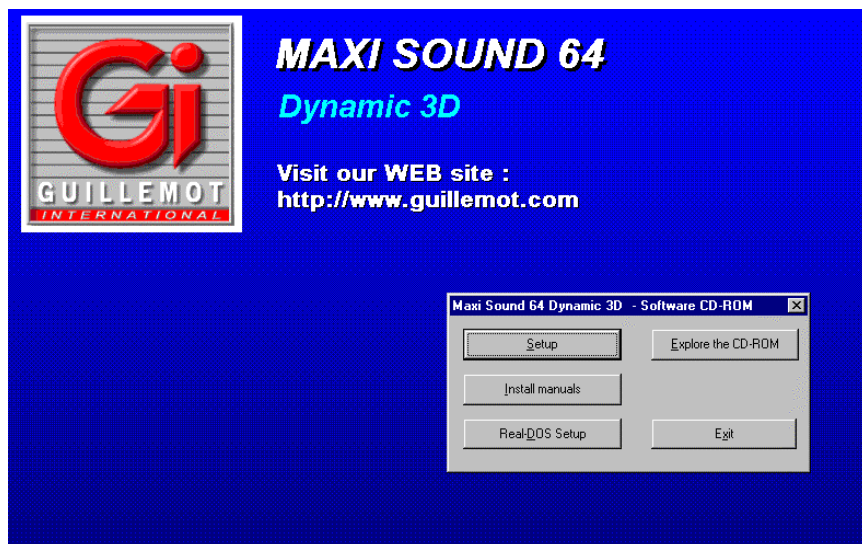 GUILLEMOT
INTERNATIONAL
MAXI SOUND 64
Dynamic 3D
Visit our WEB site :
http://www.guillemot.com
Maxi Sound 64 Dynamic 3D - Software CD-ROM
Setup
Explore the CD-ROM
Install manuals
Real-DOS Setup
Exit